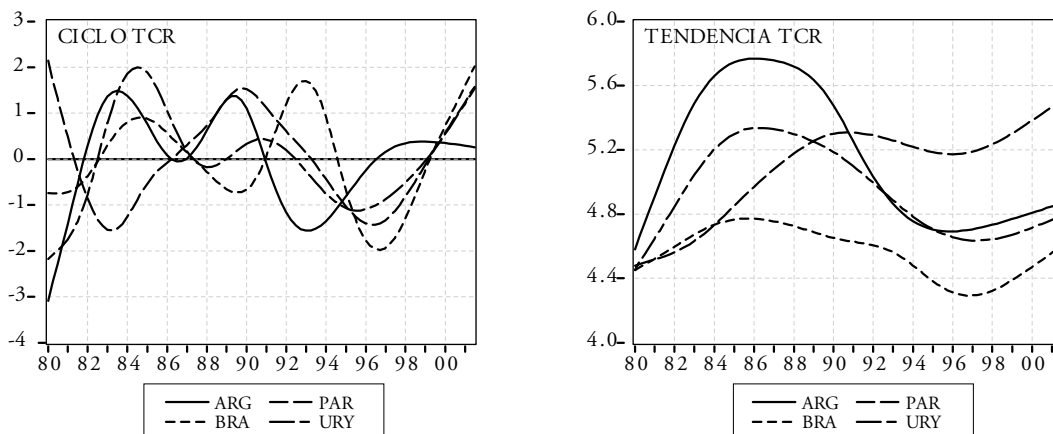 CICLO TCR
3
2
1
0
-1
-2
-3
-4
80 82 84 86 88 90 92 94 96 98 00
ARG PAR
BRA URY
TENDENCIA TCR
6.0
5.6
5.2
4.8
4.4
4.0
80 82 84 86 88 90 92 94 96 98 00
ARG PAR
BRA URY